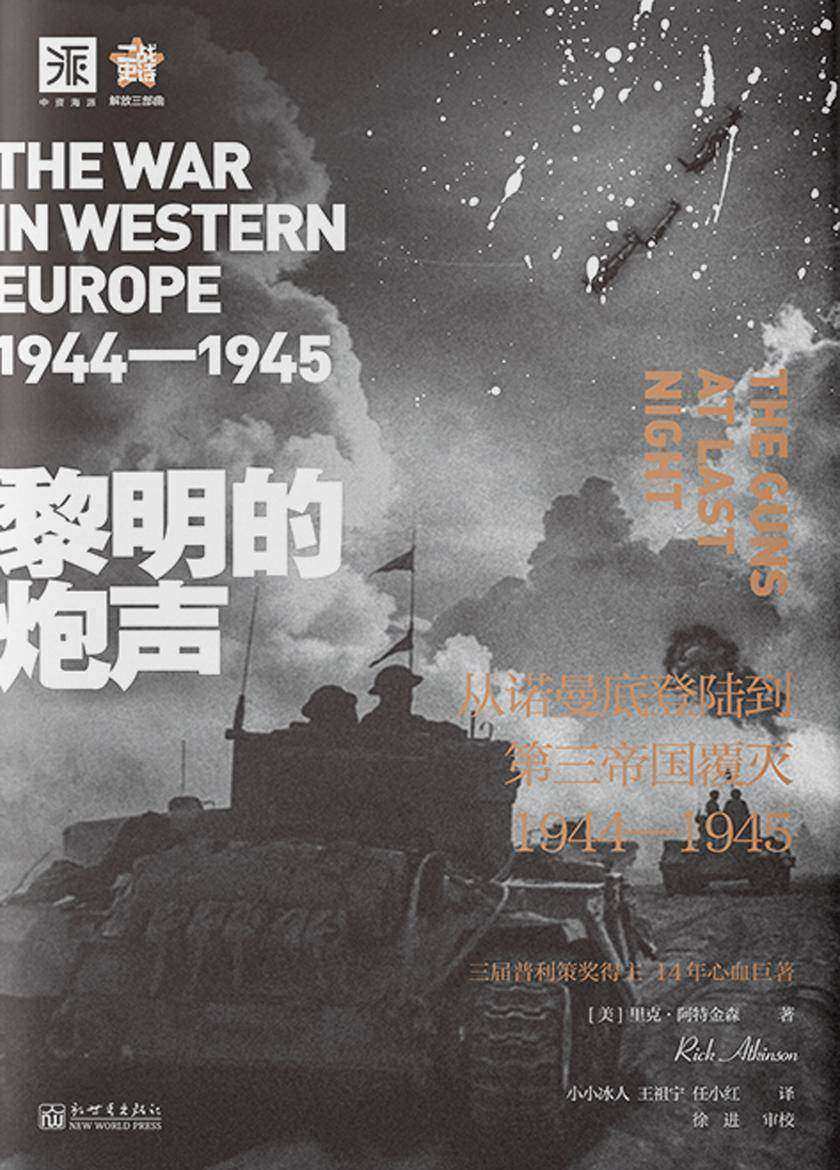 派
中资海派
二战史诗
解放三部曲
THE WAR
IN WESTERN
EUROPE
1944—1945
黎明的
炮声
THE GUNS
AT LAST
NIGHT
从诺曼底登陆到
第三帝国覆灭
1944—1945
三届普利策奖得主 14年心血巨著
[美] 里克·阿特金森 著
Rick Atkinson
小小冰人 王祖宁 任小红 译
徐进 审校
新世界出版社
NEW WORLD PRESS